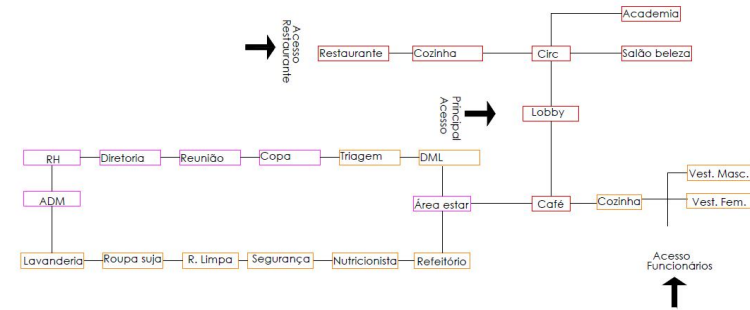 Academia
Acesso
Restaurante
Restaurante
Cozinha
Circ
Salão beleza
Principal
Acesso
Lobby
RH
Diretoria
Reunião
Copa
Triagem
DML
Vest. Masc.
ADM
Área estar
Café
Cozinha
Vest. Fem.
Lavanderia
Roupa suja
R. Limpa
Segurança
Nutricionista
Refeitório
Acesso
Funcionários